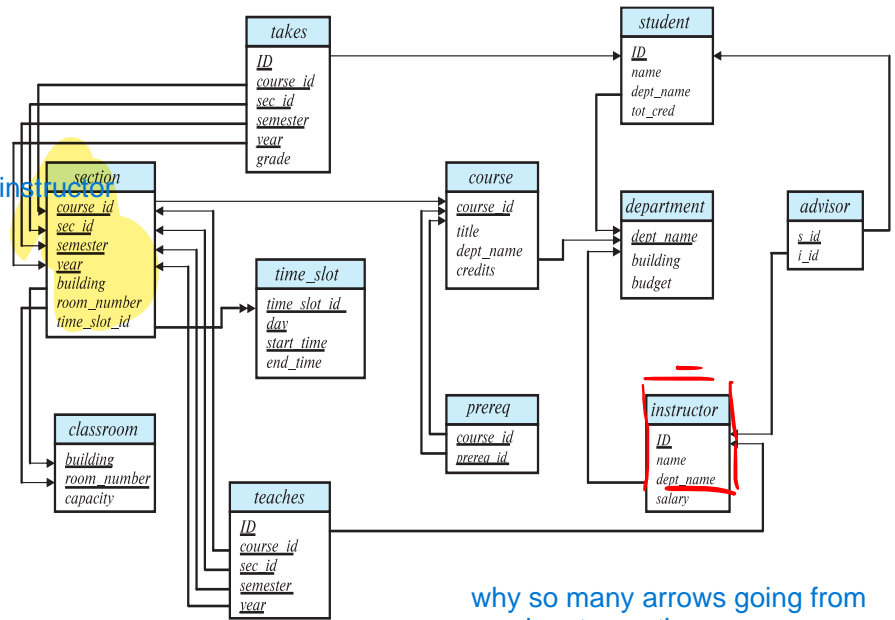 takes
ID
course_id
sec_id
semester
year
grade
student
ID
name
dept_name
tot_cred
instructor
section
course_id
sec_id
semester
year
building
room_number
time_slot_id
course
course_id
title
dept_name
credits
department
dept_name
building
budget
advisor
s_id
i_id
time_slot
time_slot_id
day
start_time
end_time
prereq
course_id
prereq_id
instructor
ID
name
dept_name
salary
classroom
building
room_number
capacity
teaches
ID
course_id
sec_id
semester
year
why so many arrows going from